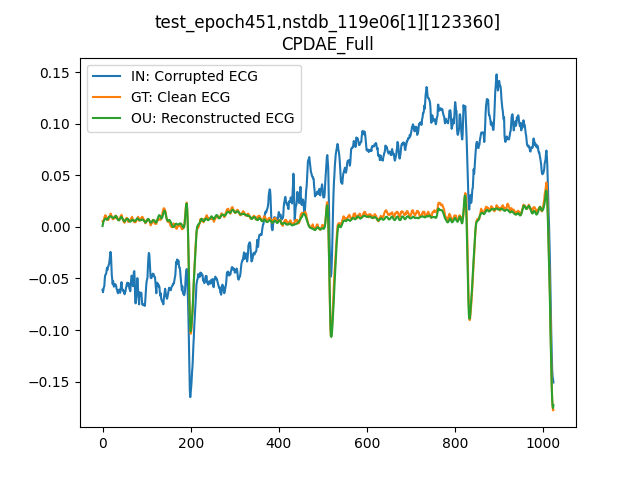 test_epoch451,nstdb_119e06[1][123360]
CPDAE_Full
IN: Corrupted ECG
GT: Clean ECG
OU: Reconstructed ECG
0.15
0.10
0.05
0.00
−0.05
−0.10
−0.15
0 200 400 600 800 1000